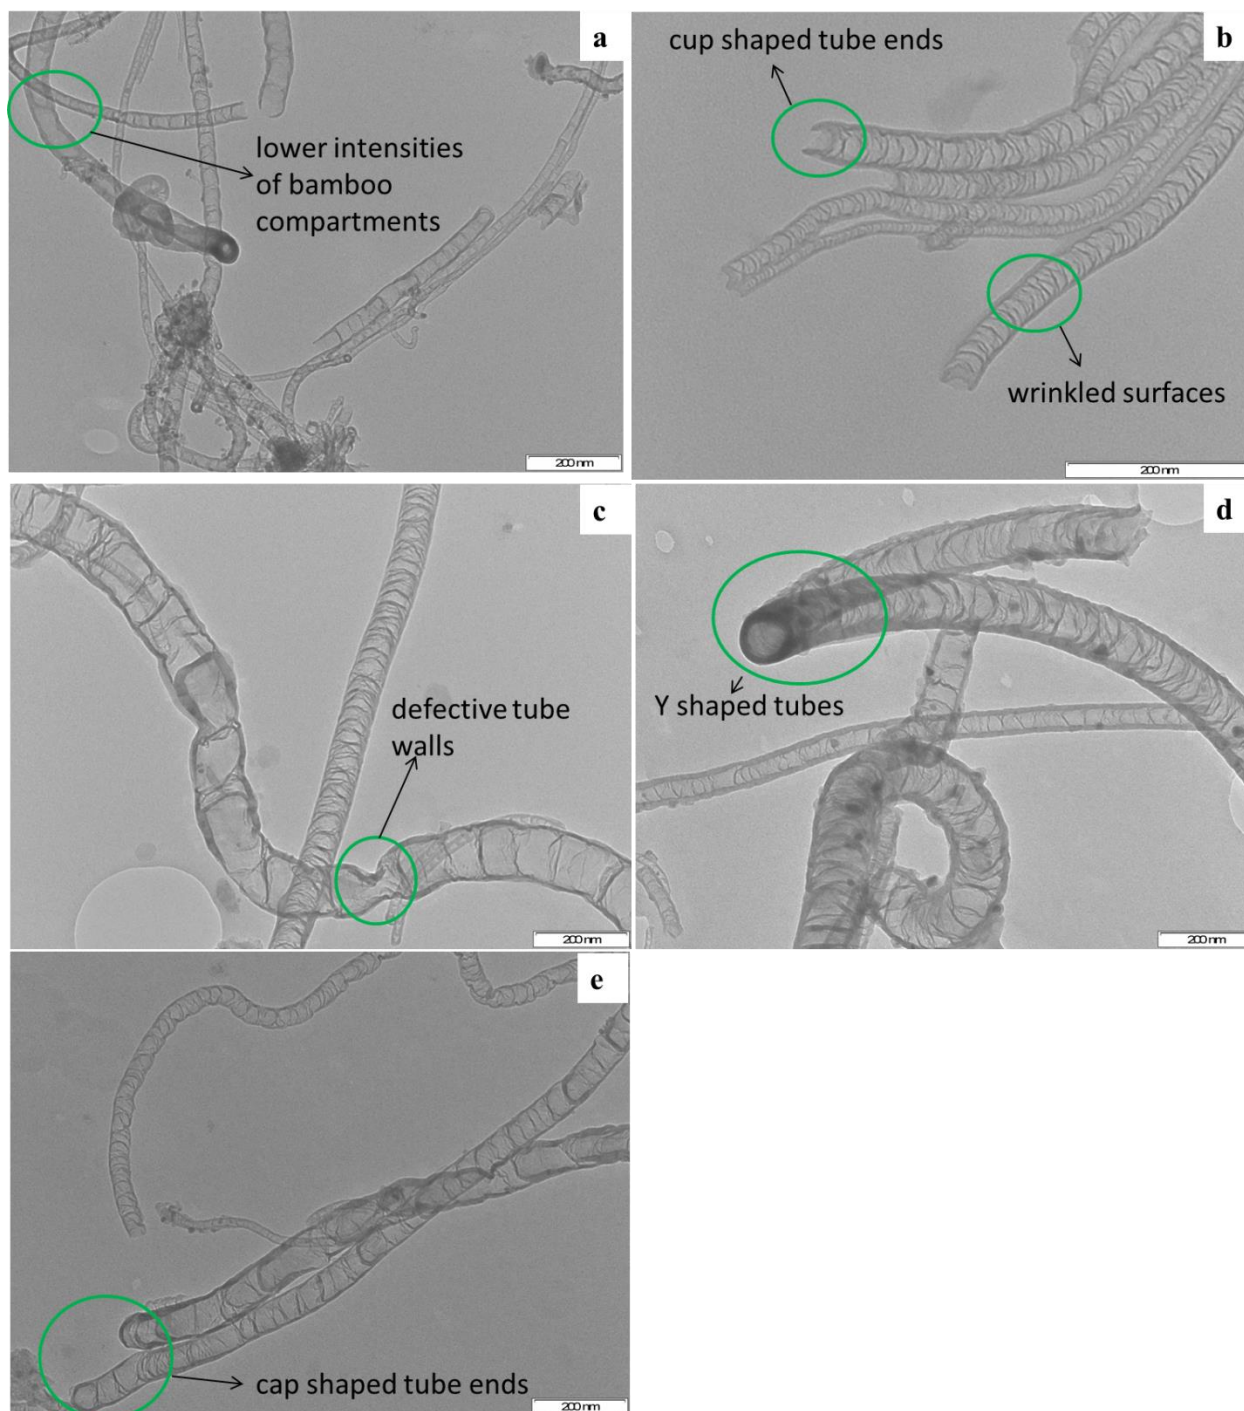 a
lower intensities
of bamboo
compartments
200 nm
b
cup shaped tube ends
wrinkled surfaces
200 nm
c
defective tube
walls
200 nm
d
Y shaped tubes
200 nm
e
cap shaped tube ends
200 nm